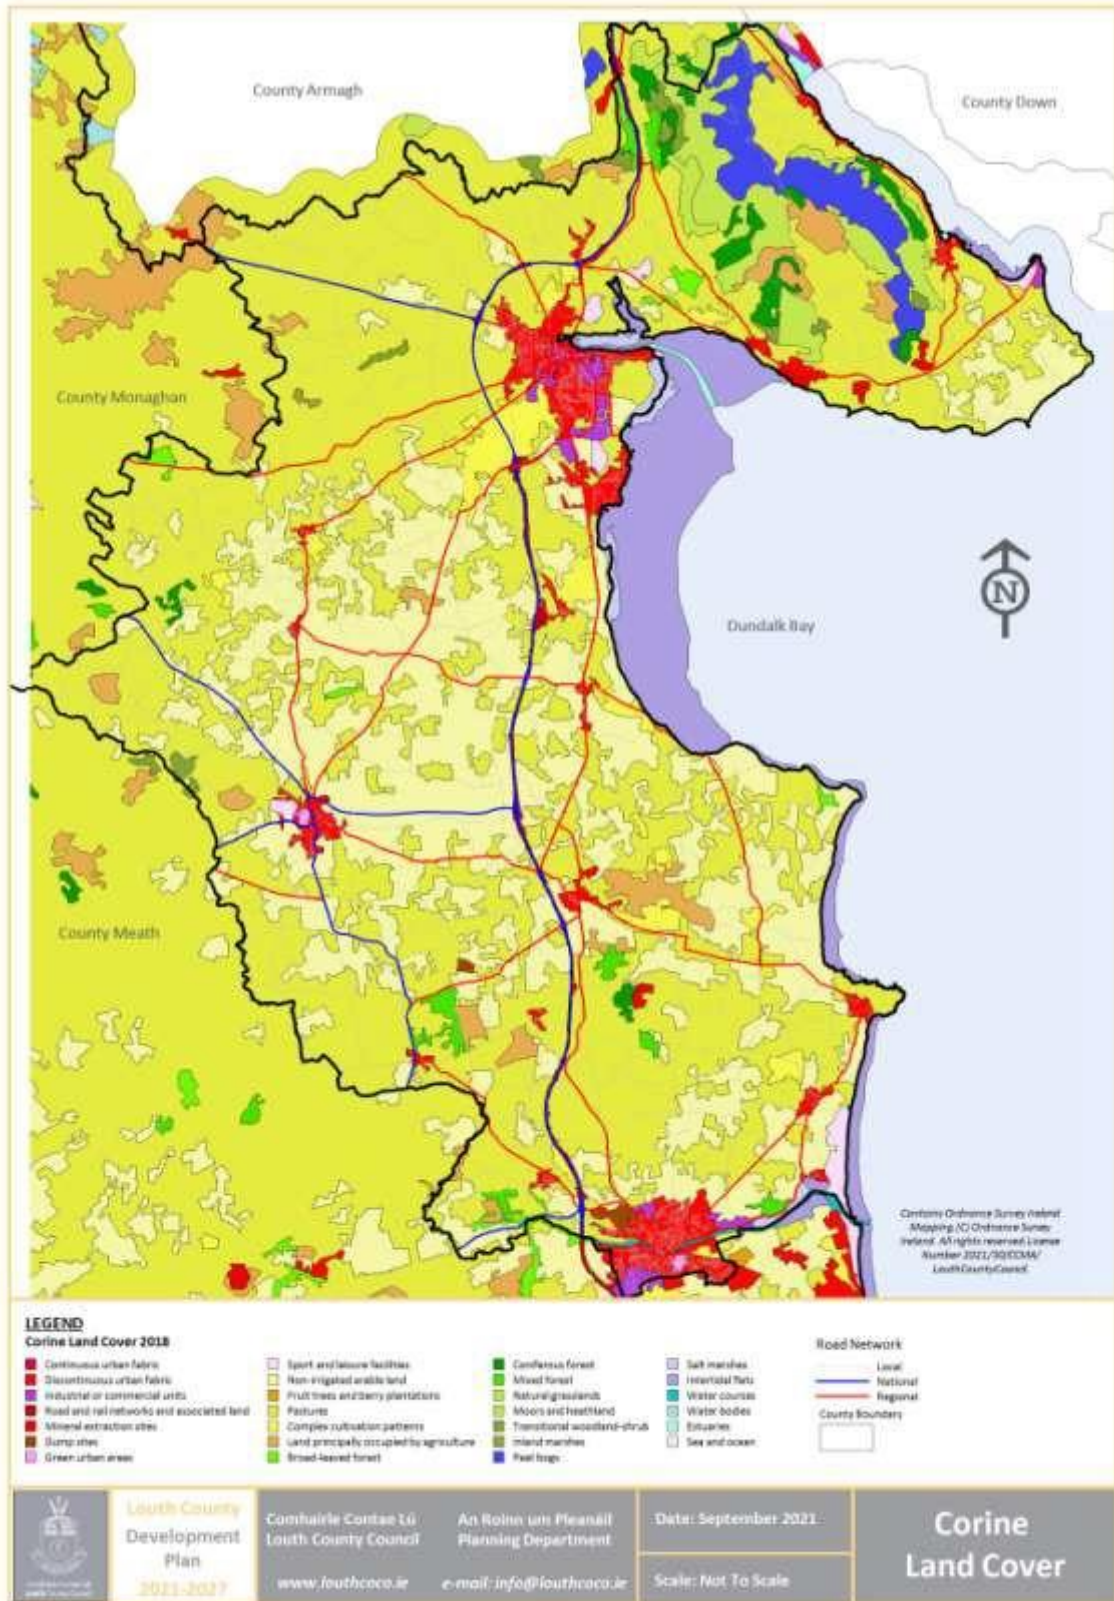 County Armagh
County Down
County Monaghan
N
Dundalk Bay
County Meath
Contains Ordnance Survey Ireland
Mapping (C) Ordnance Survey
Ireland. All rights reserved License
Number 2021/
Louth County Council.
LEGEND
Corine Land Cover 2018
Continuous urban fabric
Discontinuous urban fabric
Industrial or commercial units
Road and rail networks and associated land
Mineral extraction sites
Dump sites
Green urban areas
Sport and leisure facilities
Non-irrigated arable land
Fruit trees and berry plantations
Pastures
Complex cultivation patterns
Land principally occupied by agriculture
Broad-leaved forest
Coniferous forest
Mixed forest
Natural grasslands
Moors and heathland
Transitional woodland-shrub
Inland marshes
Peat bogs
Salt marshes
Intertidal flats
Water courses
Water bodies
Estuaries
Sea and ocean
Road Network
Local
National
Regional
County Boundary
Louth County
Development
Plan
2021-2027
Comhairle Contae Lú
Louth County Council
www.louthcoco.ie
An Roinn um Pleanáil
Planning Department
e-mail: info@louthcoco.ie
Date: September 2021
Scale: Not To Scale
Corine
Land Cover